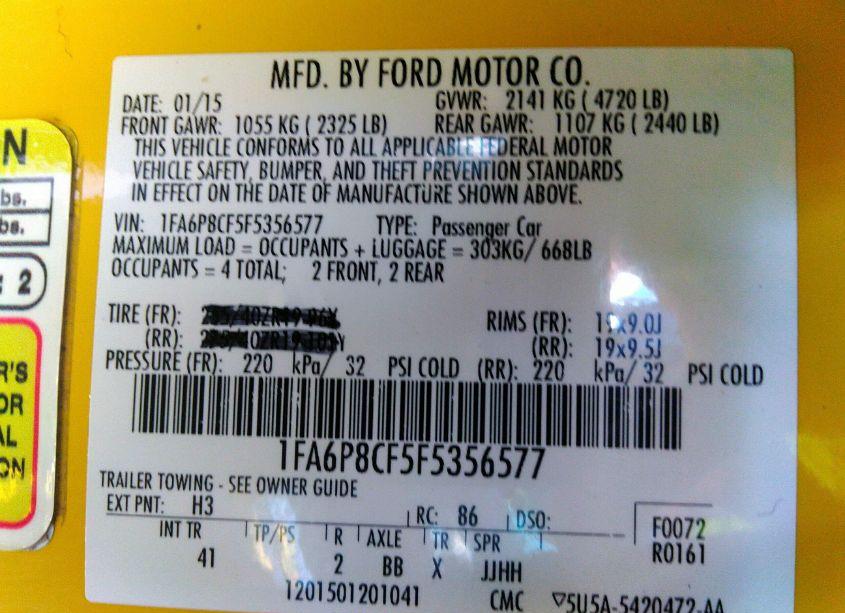 MFD. BY FORD MOTOR CO.
DATE: 01/15 GVWR: 2141 KG ( 4720 LB)
FRONT GAWR: 1055 KG ( 2325 LB) REAR GAWR: 1107 KG ( 2440 LB)
THIS VEHICLE CONFORMS TO ALL APPLICABLE FEDERAL MOTOR
VEHICLE SAFETY, BUMPER, AND THEFT PREVENTION STANDARDS
IN EFFECT ON THE DATE OF MANUFACTURE SHOWN ABOVE.
VIN: 1FA6P8CF5F5356577 TYPE: Passenger Car
MAXIMUM LOAD = OCCUPANTS + LUGGAGE = 303KG/ 668LB
OCCUPANTS = 4 TOTAL; 2 FRONT, 2 REAR
TIRE (FR): RIMS (FR): 19x9.0J
(RR): (RR): 19x9.5J
PRESSURE (FR): 220 kPa/ 32 PSI COLD (RR): 220 kPa/ 32 PSI COLD
1FA6P8CF5F5356577
TRAILER TOWING - SEE OWNER GUIDE
EXT PNT: H3 RC: 86 DSO: F0072
INT TR TP/PS R AXLE TR SPR R0161
41 2 BB X JJHH
1201501201041 CMC ▽5U5A-5420472-AA
N
bs.
bs.
: 2
R'S
OR
AL
ON